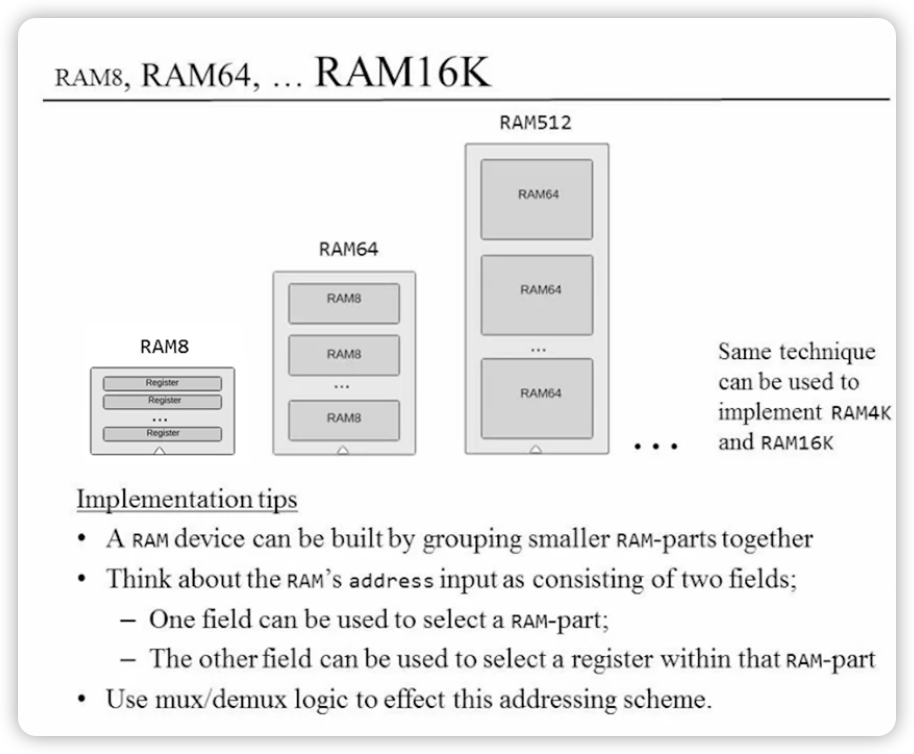 RAM8, RAM64, … RAM16K
RAM512
RAM64
RAM64
...
RAM64
RAM64
RAM8
RAM8
...
RAM8
RAM8
Register
Register
...
Register
...
Same technique
can be used to
implement RAM4K
and RAM16K
Implementation tips
• A RAM device can be built by grouping smaller RAM-parts together
• Think about the RAM's address input as consisting of two fields;
– One field can be used to select a RAM-part;
– The other field can be used to select a register within that RAM-part
• Use mux/demux logic to effect this addressing scheme.